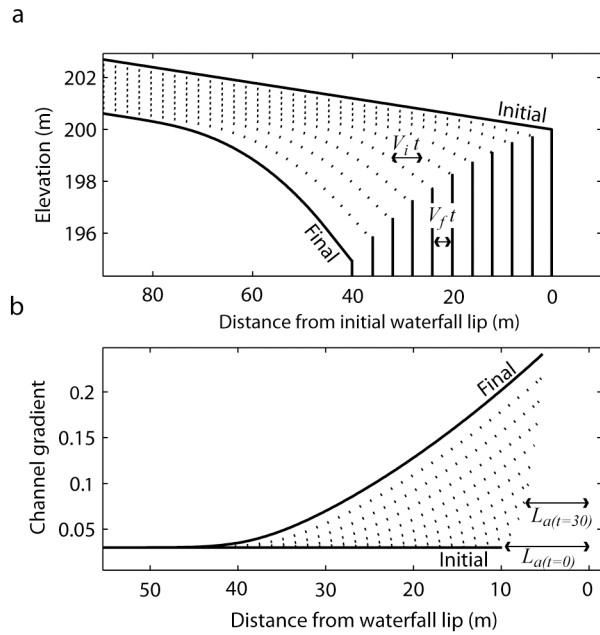 a
Elevation (m)
202
200
198
196
Initial
V_i t
V_f t
Final
80
60
40
20
0
Distance from initial waterfall lip (m)
b
Channel gradient
0.2
0.15
0.1
0.05
Final
L_a(t=30)
L_a(t=0)
Initial
50
40
30
20
10
0
Distance from waterfall lip (m)